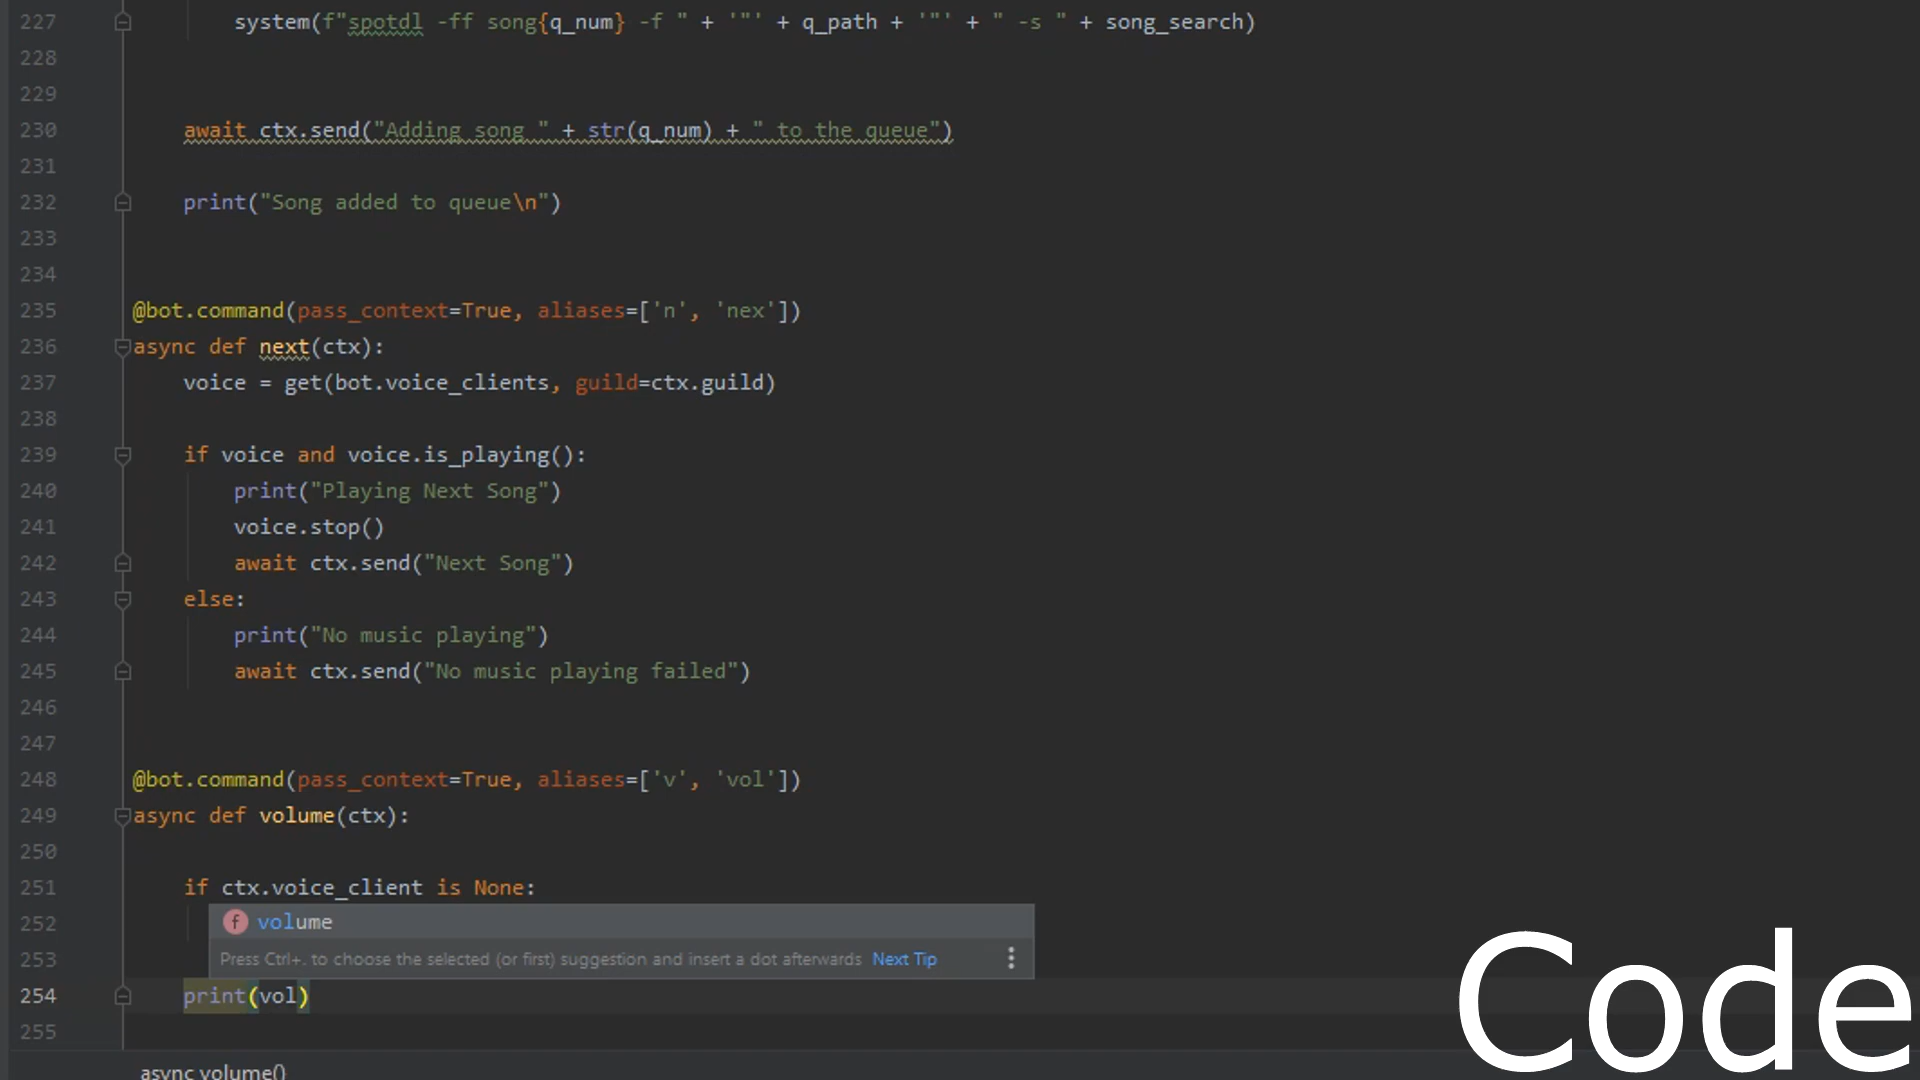 227 system(f"spotdl -ff song{q_num} -f " + '"' + q_path + '"' + " -s " + song_search)
228
229
230 await ctx.send("Adding song " + str(q_num) + " to the queue")
231
232 print("Song added to queue\n")
233
234
235 @bot.command(pass_context=True, aliases=['n', 'nex'])
236 async def next(ctx):
237 voice = get(bot.voice_clients, guild=ctx.guild)
238
239 if voice and voice.is_playing():
240 print("Playing Next Song")
241 voice.stop()
242 await ctx.send("Next Song")
243 else:
244 print("No music playing")
245 await ctx.send("No music playing failed")
246
247
248 @bot.command(pass_context=True, aliases=['v', 'vol'])
249 async def volume(ctx):
250
251 if ctx.voice_client is None:
252 f volume
253 Press Ctrl+. to choose the selected (or first) suggestion and insert a dot afterwards Next Tip
254 print(vol)
255
async volume()
Code